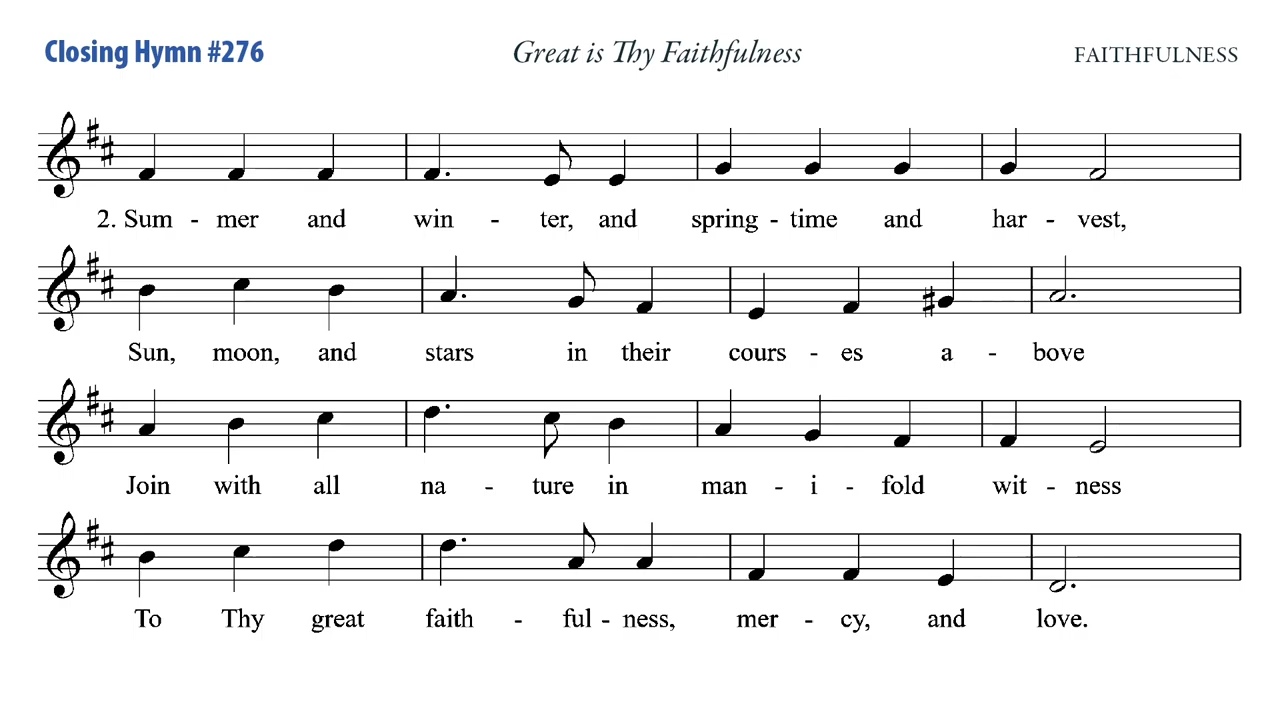 Closing Hymn #276 Great is Thy Faithfulness FAITHFULNESS
2. Sum - mer and win - ter, and spring - time and har - vest,
Sun, moon, and stars in their cours - es a - bove
Join with all na - ture in man - i - fold wit - ness
To Thy great faith - ful - ness, mer - cy, and love.